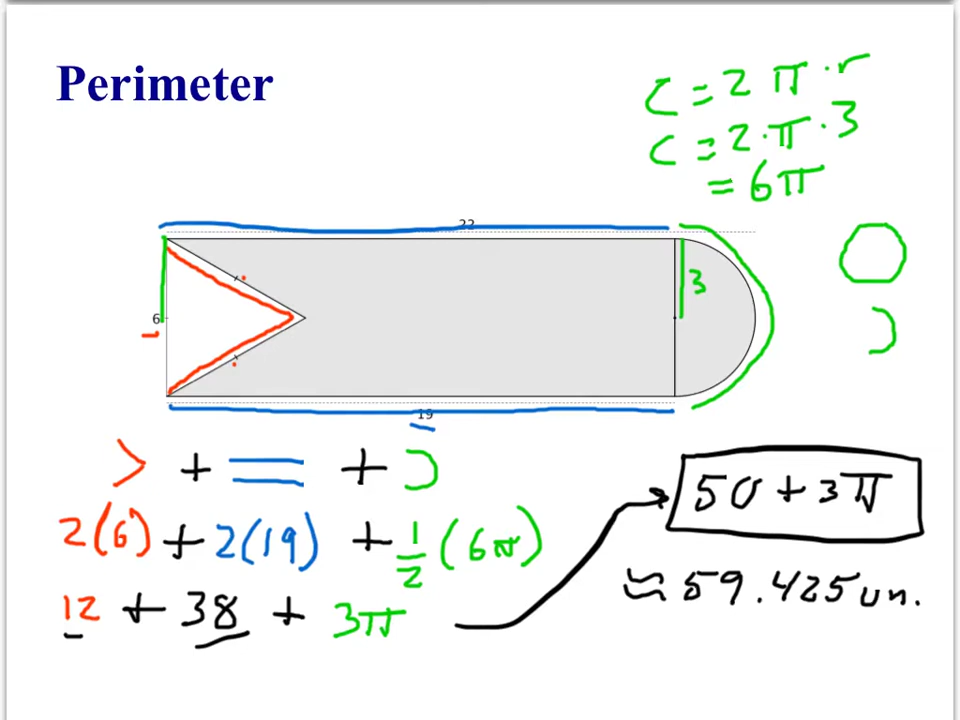 Perimeter
C = 2 π · r
C = 2 · π · 3
= 6π
22
3
6
19
> + = + ⊃
2(6) + 2(19) + 1/2 (6π)
12 + 38 + 3π
50 + 3π
≈ 59.425 un.